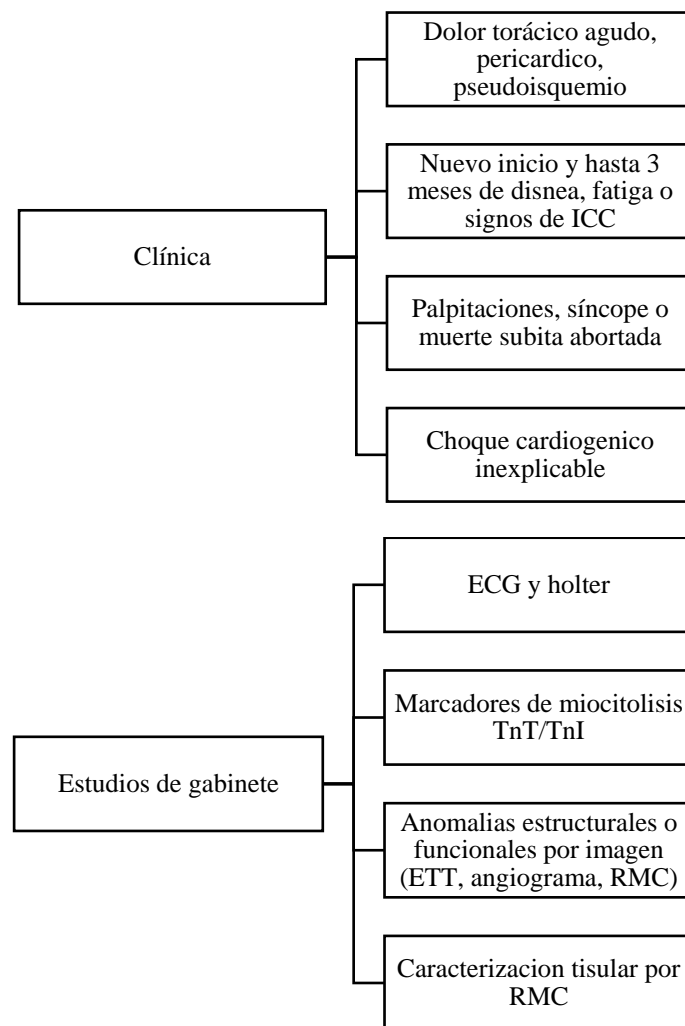 Dolor torácico agudo,
pericardico,
pseudoisquemio
Nuevo inicio y hasta 3
meses de disnea, fatiga o
signos de ICC
Clínica
Palpitaciones, síncope o
muerte subita abortada
Choque cardiogenico
inexplicable
ECG y holter
Marcadores de miocitolisis
TnT/TnI
Estudios de gabinete
Anomalias estructurales o
funcionales por imagen
(ETT, angiograma, RMC)
Caracterizacion tisular por
RMC